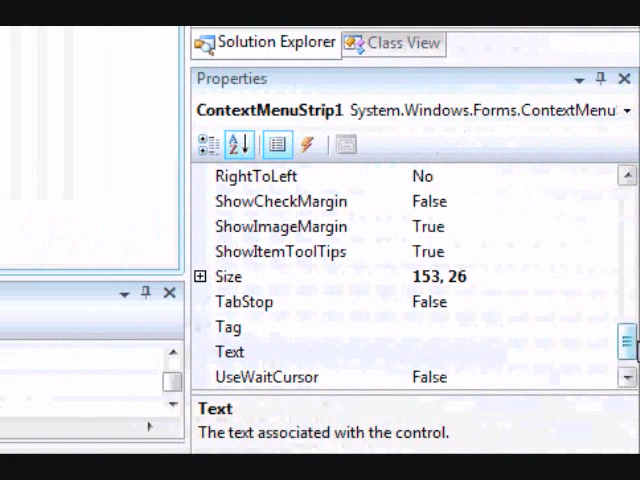 Solution Explorer Class View
Properties
ContextMenuStrip1 System.Windows.Forms.ContextMenu
RightToLeft No
ShowCheckMargin False
ShowImageMargin True
ShowItemToolTips True
Size 153, 26
TabStop False
Tag
Text
UseWaitCursor False
Text
The text associated with the control.